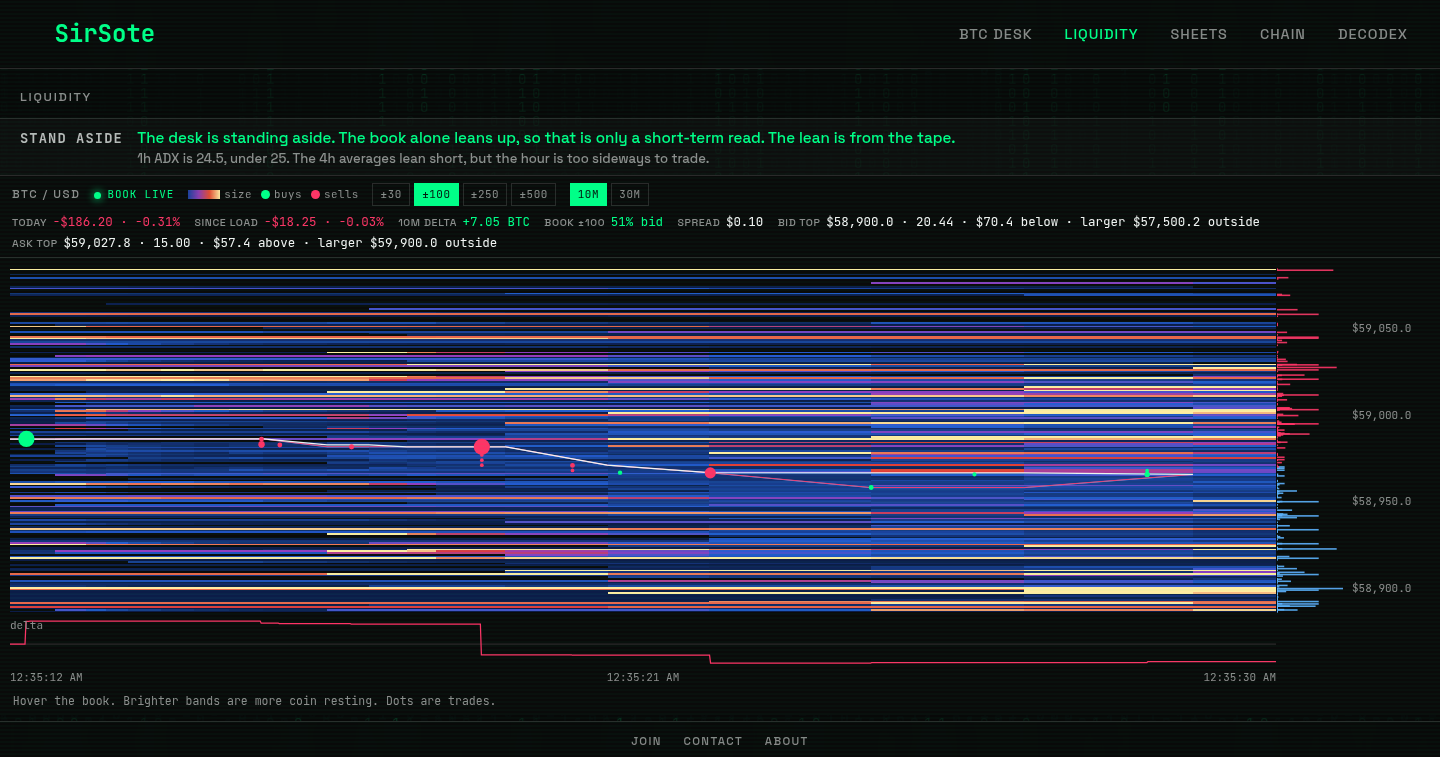 SirSote
BTC DESK LIQUIDITY SHEETS CHAIN DECODEX
LIQUIDITY
STAND ASIDE The desk is standing aside. The book alone leans up, so that is only a short-term read. The lean is from the tape.
1h ADX is 24.5, under 25. The 4h averages lean short, but the hour is too sideways to trade.
BTC / USD BOOK LIVE size buys sells ±30 ±100 ±250 ±500 10M 30M
TODAY -$186.20 · -0.31% SINCE LOAD -$18.25 · -0.03% 10M DELTA +7.05 BTC BOOK ±100 51% bid SPREAD $0.10 BID TOP $58,900.0 · 20.44 · $70.4 below · larger $57,500.2 outside
ASK TOP $59,027.8 · 15.00 · $57.4 above · larger $59,900.0 outside
$59,050.0
$59,000.0
$58,950.0
$58,900.0
delta
12:35:12 AM 12:35:21 AM 12:35:30 AM
Hover the book. Brighter bands are more coin resting. Dots are trades.
JOIN CONTACT ABOUT